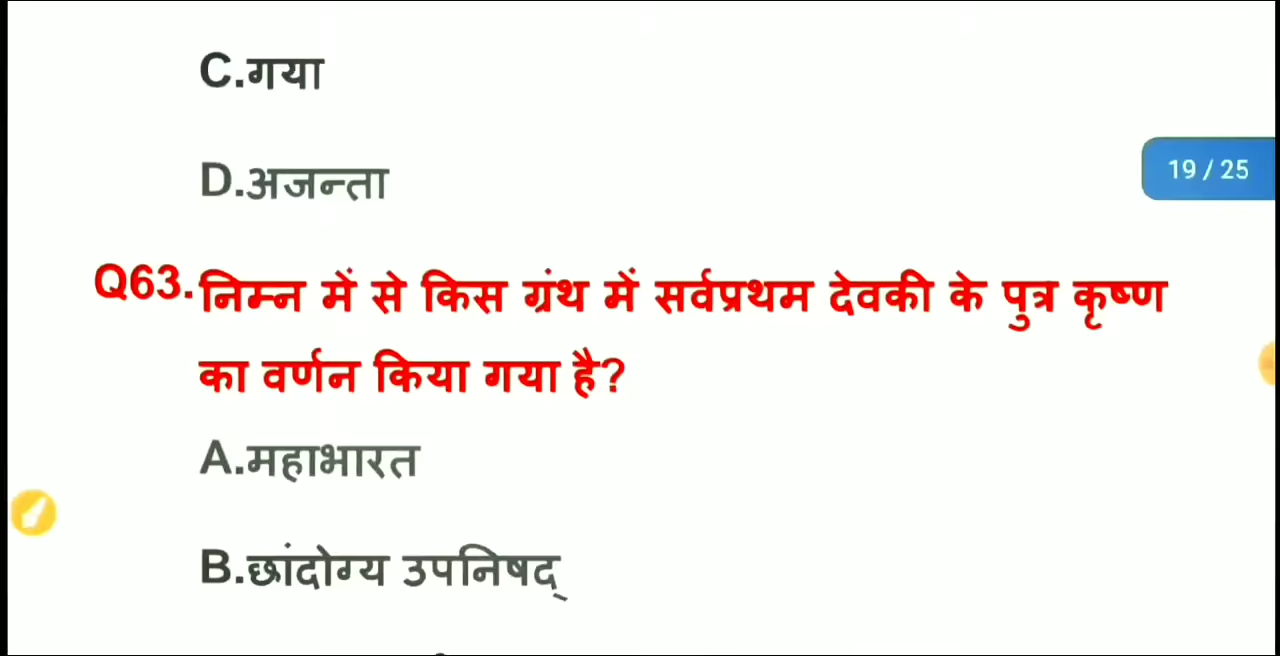 C.गया
D.अजन्ता
19 / 25
Q63.निम्न में से किस ग्रंथ में सर्वप्रथम देवकी के पुत्र कृष्ण
का वर्णन किया गया है?
A.महाभारत
B.छांदोग्य उपनिषद्